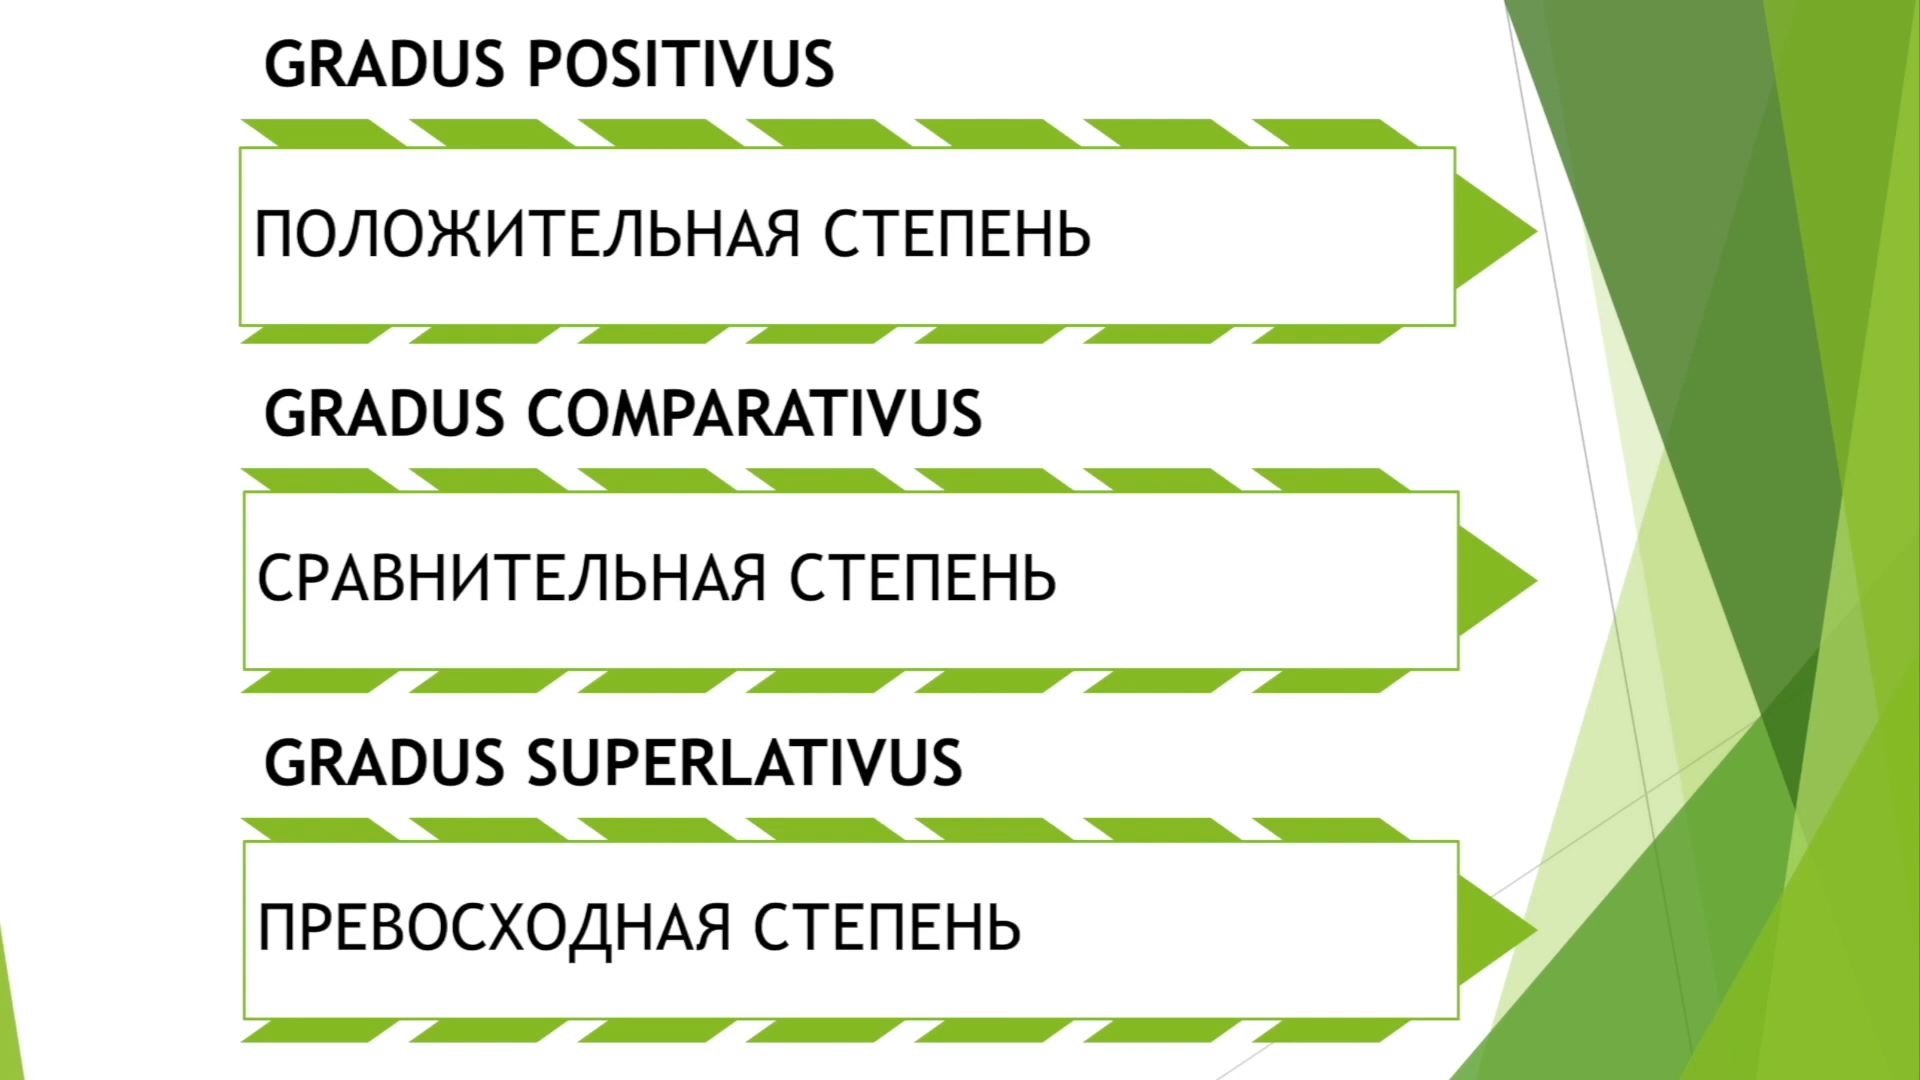 GRADUS POSITIVUS
ПОЛОЖИТЕЛЬНАЯ СТЕПЕНЬ
GRADUS COMPARATIVUS
СРАВНИТЕЛЬНАЯ СТЕПЕНЬ
GRADUS SUPERLATIVUS
ПРЕВОСХОДНАЯ СТЕПЕНЬ